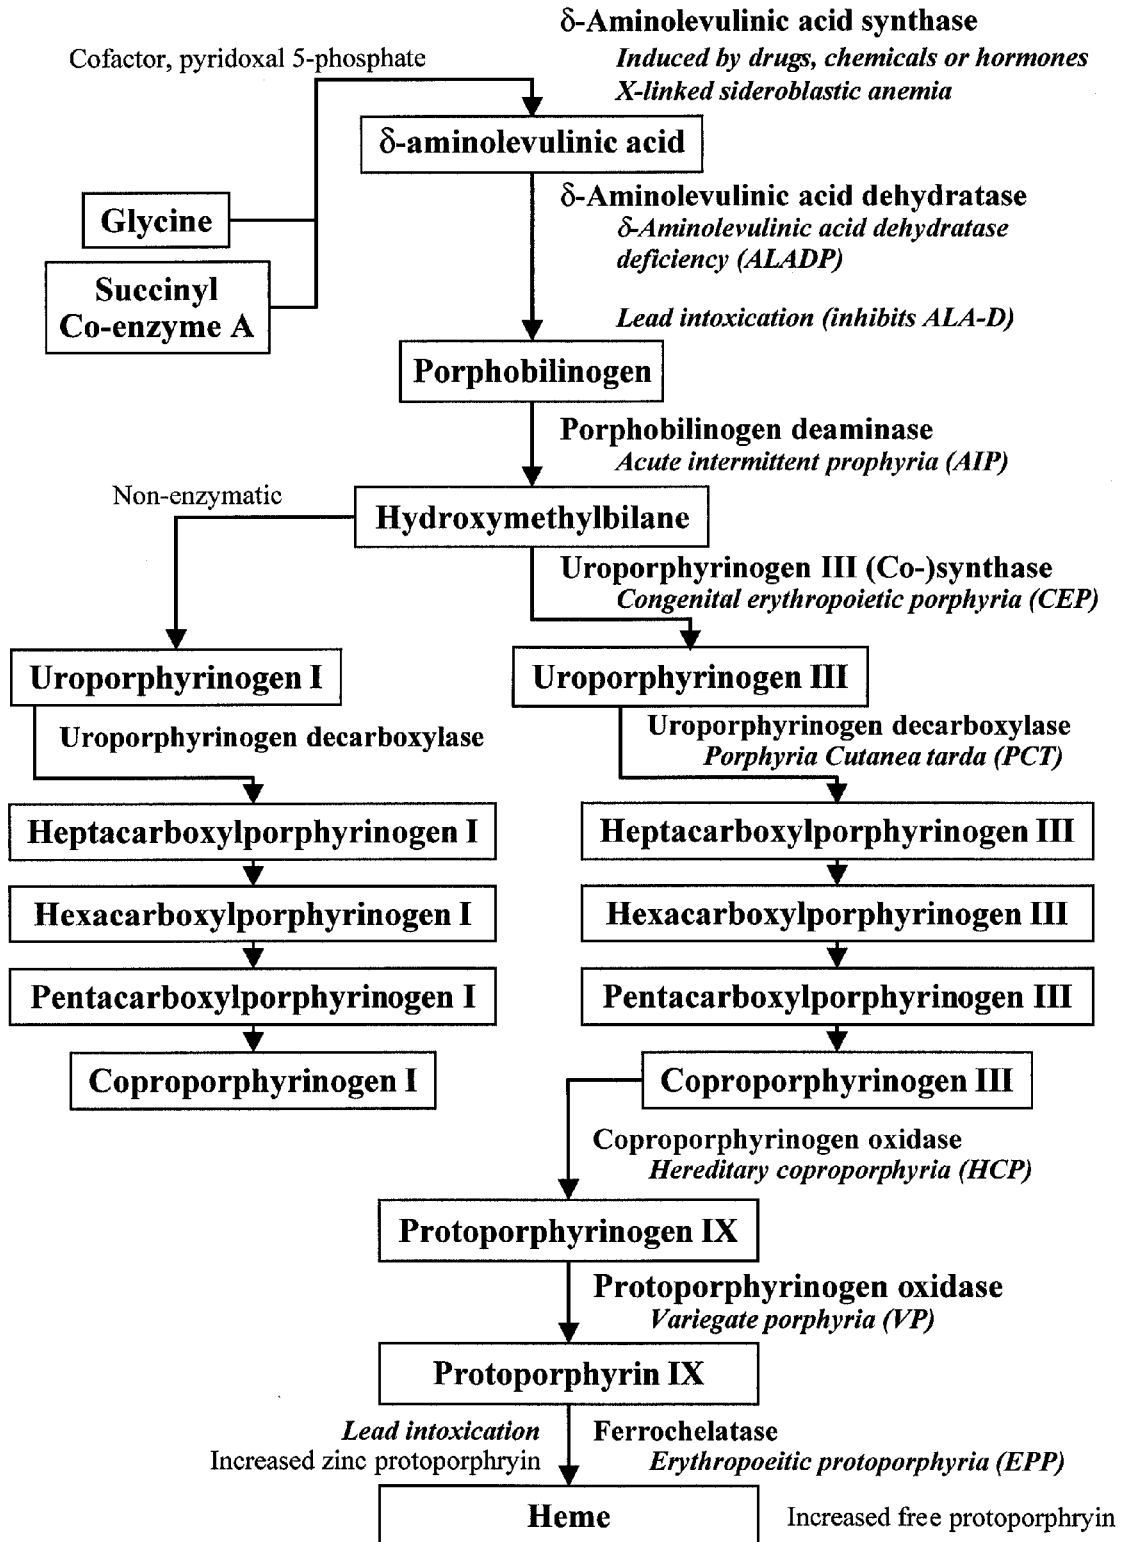 δ-Aminolevulinic acid synthase
Cofactor, pyridoxal 5-phosphate
Induced by drugs, chemicals or hormones
X-linked sideroblastic anemia
δ-aminolevulinic acid
Glycine
δ-Aminolevulinic acid dehydratase
δ-Aminolevulinic acid dehydratase
deficiency (ALADP)
Succinyl
Co-enzyme A
Lead intoxication (inhibits ALA-D)
Porphobilinogen
Porphobilinogen deaminase
Acute intermittent prophyria (AIP)
Non-enzymatic
Hydroxymethylbilane
Uroporphyrinogen III (Co-)synthase
Congenital erythropoietic porphyria (CEP)
Uroporphyrinogen I
Uroporphyrinogen III
Uroporphyrinogen decarboxylase
Uroporphyrinogen decarboxylase
Porphyria Cutanea tarda (PCT)
Heptacarboxylporphyrinogen I
Heptacarboxylporphyrinogen III
Hexacarboxylporphyrinogen I
Hexacarboxylporphyrinogen III
Pentacarboxylporphyrinogen I
Pentacarboxylporphyrinogen III
Coproporphyrinogen I
Coproporphyrinogen III
Coproporphyrinogen oxidase
Hereditary coproporphyria (HCP)
Protoporphyrinogen IX
Protoporphyrinogen oxidase
Variegate porphyria (VP)
Protoporphyrin IX
Lead intoxication
Increased zinc protoporphryin
Ferrochelatase
Erythropoeitic protoporphyria (EPP)
Heme
Increased free protoporphryin